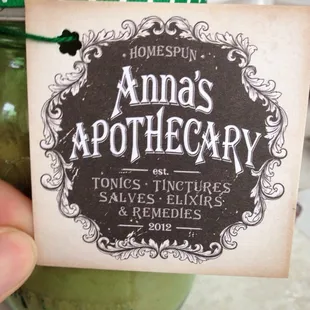 HOMESPUN
Anna's
APOTHECARY
est.
TONICS · TINCTURES
SALVES · ELIXIRS
& REMEDIES
2012